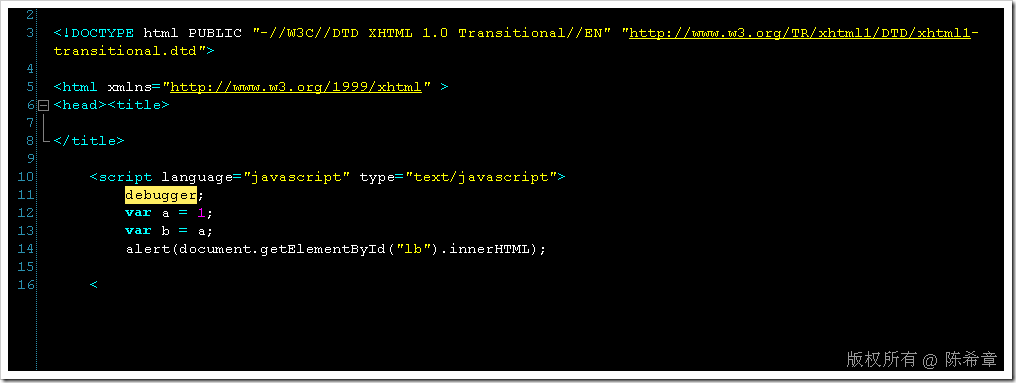 2
3 <!DOCTYPE html PUBLIC "-//W3C//DTD XHTML 1.0 Transitional//EN" "http://www.w3.org/TR/xhtml1/DTD/xhtml1-
transitional.dtd">
4
5 <html xmlns="http://www.w3.org/1999/xhtml" >
6 <head><title>
7
8 </title>
9
10 <script language="javascript" type="text/javascript">
11 debugger;
12 var a = 1;
13 var b = a;
14 alert(document.getElementById("lb").innerHTML);
15
16 <
版权所有 @ 陈希章